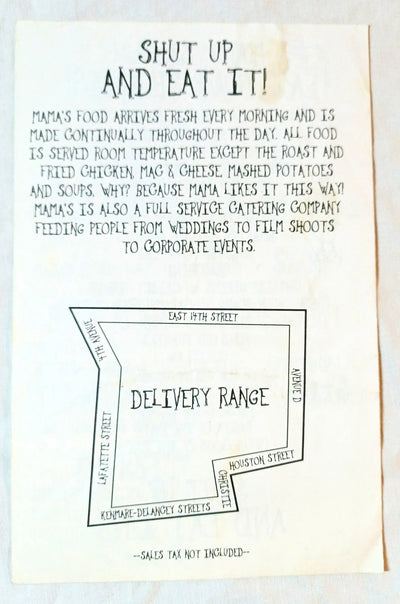 SHUT UP
AND EAT IT!
MAMA'S FOOD ARRIVES FRESH EVERY MORNING AND IS
MADE CONTINUALLY THROUGHOUT THE DAY. ALL FOOD
IS SERVED ROOM TEMPERATURE EXCEPT THE ROAST AND
FRIED CHICKEN, MAC & CHEESE, MASHED POTATOES
AND SOUPS. WHY? BECAUSE MAMA LIKES IT THIS WAY!
MAMA'S IS ALSO A FULL SERVICE CATERING COMPANY
FEEDING PEOPLE FROM WEDDINGS TO FILM SHOOTS
TO CORPORATE EVENTS.
EAST 14TH STREET
4TH AVENUE
AVENUE D
DELIVERY RANGE
LAFAYETTE STREET
HOUSTON STREET
CHRISTIE
KENMARE-DELANCEY STREETS
--SALES TAX NOT INCLUDED--